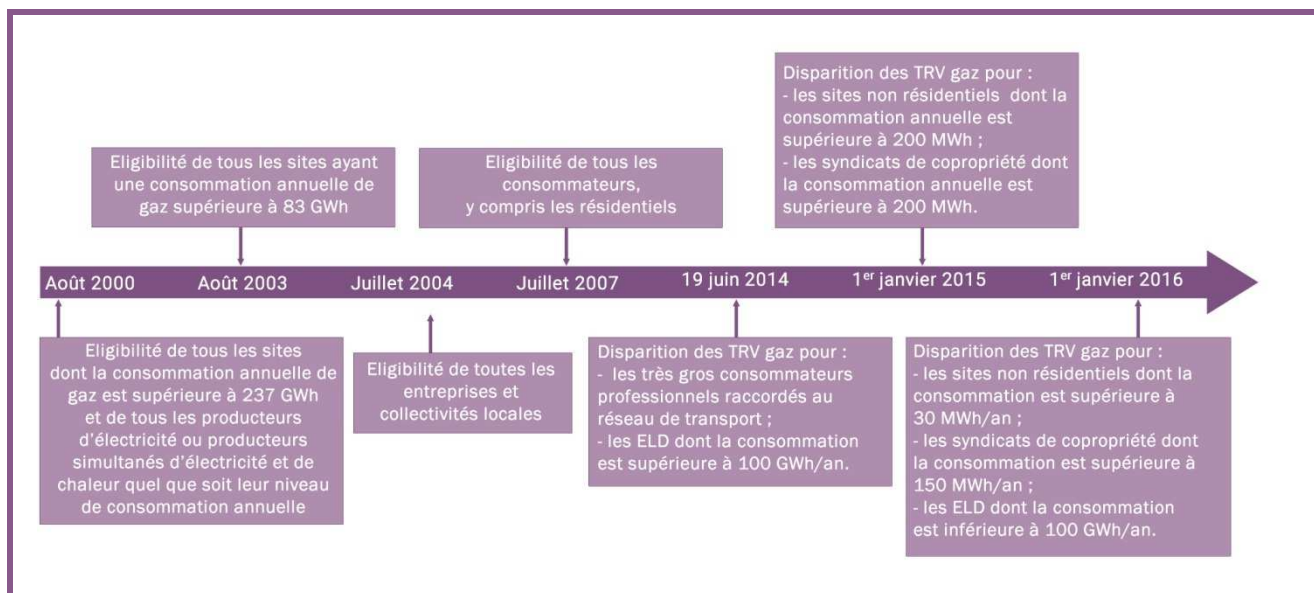 Disparition des TRV gaz pour :
- les sites non résidentiels dont la
consommation annuelle est
supérieure à 200 MWh ;
- les syndicats de copropriété dont
la consommation annuelle est
supérieure à 200 MWh.
Eligibilité de tous les sites ayant
une consommation annuelle de
gaz supérieure à 83 GWh
Eligibilité de tous les
consommateurs,
y compris les résidentiels
Août 2000 Août 2003 Juillet 2004 Juillet 2007 19 juin 2014 1er janvier 2015 1er janvier 2016
Eligibilité de tous les sites
dont la consommation annuelle de
gaz est supérieure à 237 GWh
et de tous les producteurs
d'électricité ou producteurs
simultanés d'électricité et de
chaleur quel que soit leur niveau
de consommation annuelle
Eligibilité de toutes les
entreprises et
collectivités locales
Disparition des TRV gaz pour :
- les très gros consommateurs
professionnels raccordés au
réseau de transport ;
- les ELD dont la consommation
est supérieure à 100 GWh/an.
Disparition des TRV gaz pour :
- les sites non résidentiels dont la
consommation est supérieure à
30 MWh/an ;
- les syndicats de copropriété dont
la consommation est supérieure à
150 MWh/an ;
- les ELD dont la consommation
est inférieure à 100 GWh/an.